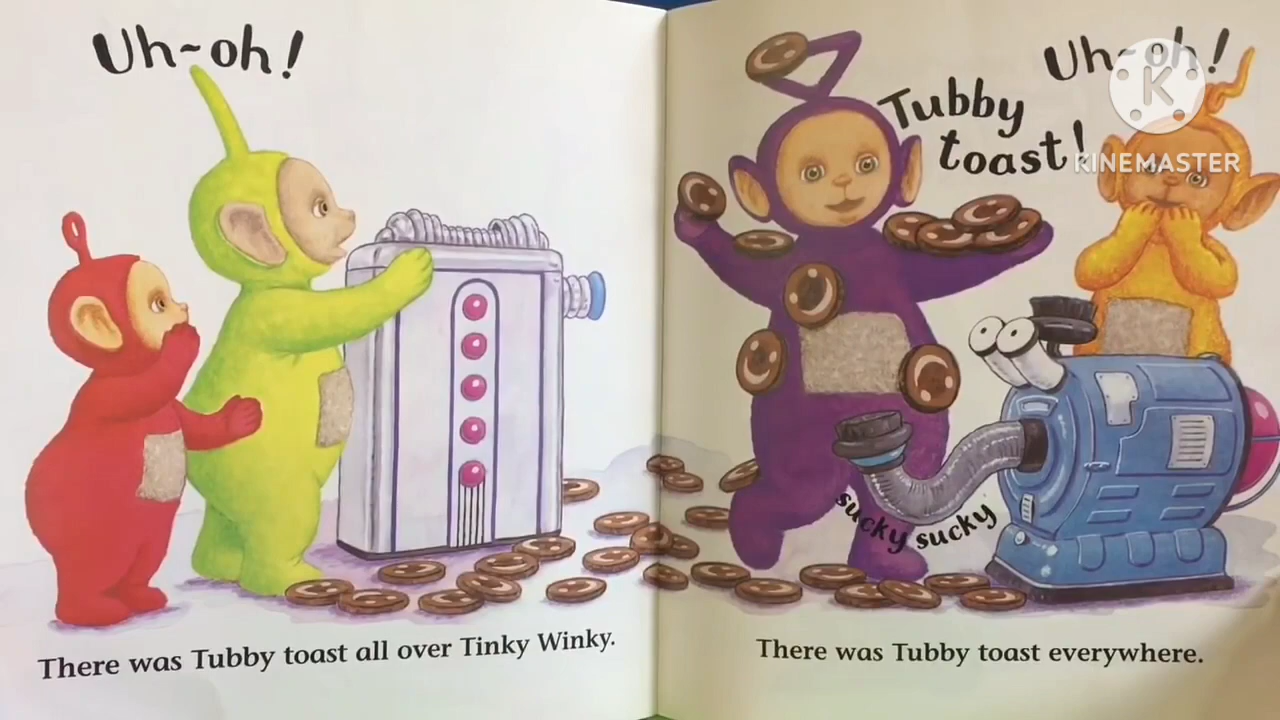 Uh-oh!
There was Tubby toast all over Tinky Winky.
Uh-oh!
Tubby
toast!
K
KINEMASTER
sucky sucky
There was Tubby toast everywhere.